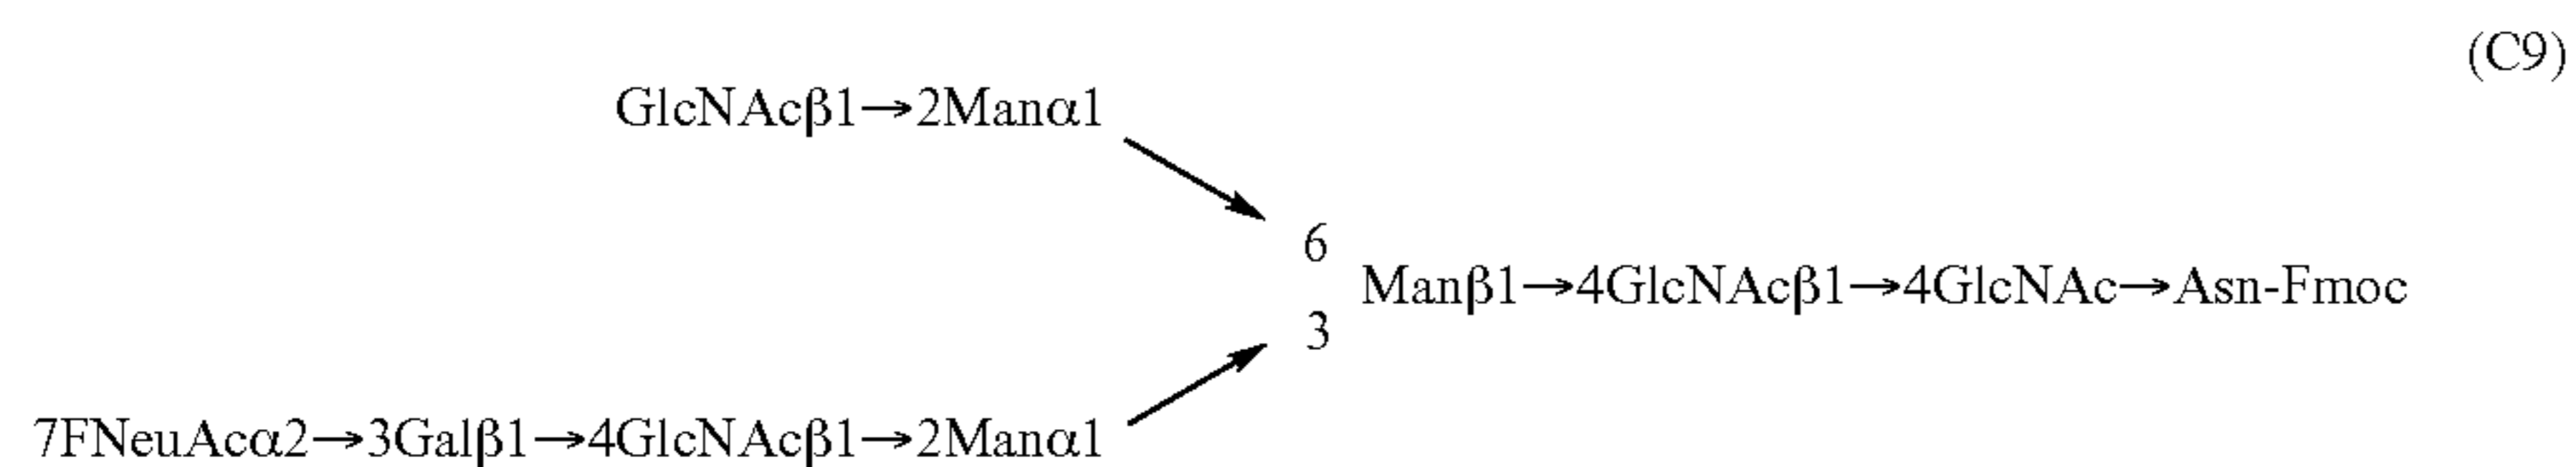 (C9)
GlcNAcβ1→2Manα1
6
Manβ1→4GlcNAcβ1→4GlcNAc→Asn-Fmoc
3
7FNeuAcα2→3Galβ1→4GlcNAcβ1→2Manα1